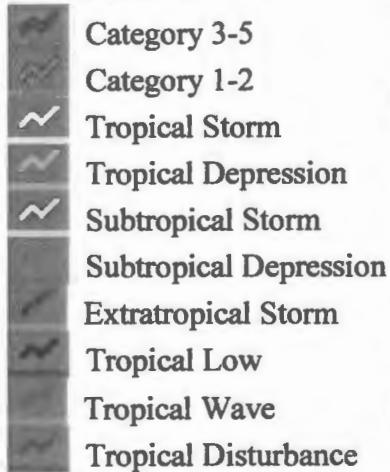 Category 3-5
Category 1-2
Tropical Storm
Tropical Depression
Subtropical Storm
Subtropical Depression
Extratropical Storm
Tropical Low
Tropical Wave
Tropical Disturbance